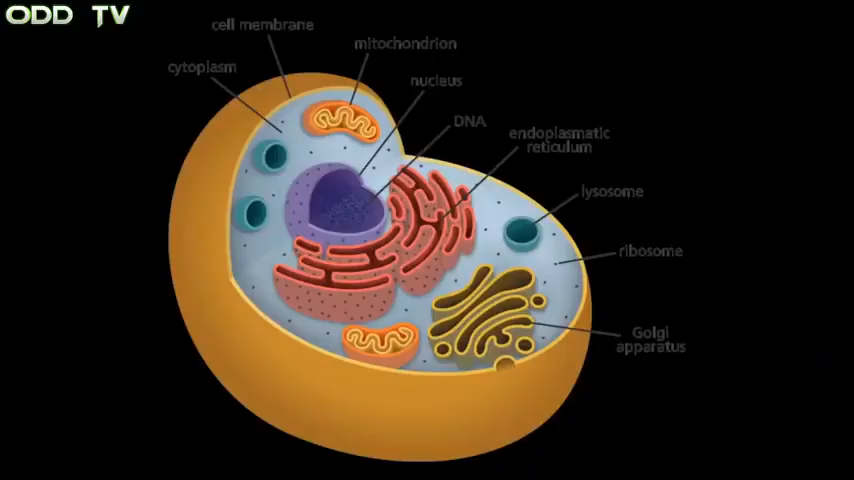 ODD TV
cell membrane
mitochondrion
cytoplasm
nucleus
DNA
endoplasmatic
reticulum
lysosome
ribosome
Golgi
apparatus